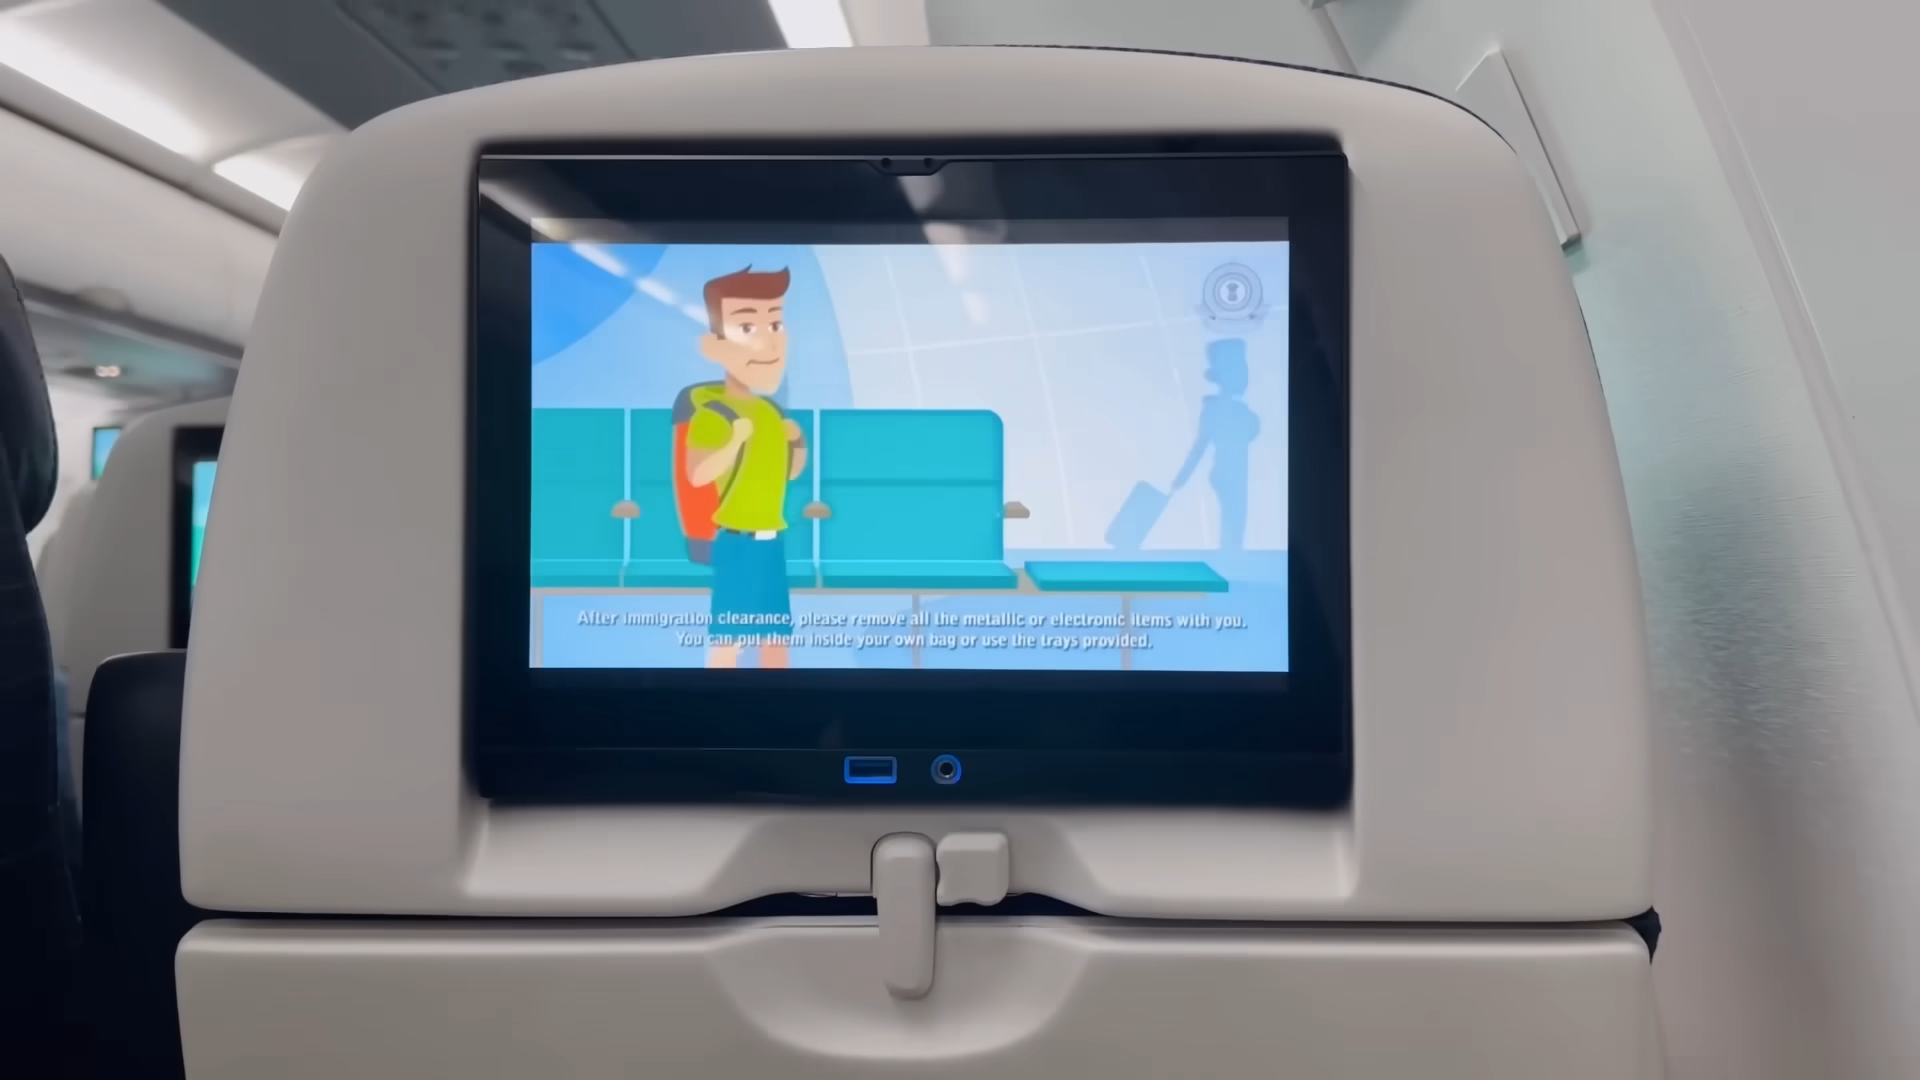 After immigration clearance, please remove all the metallic or electronic items with you.
You can put them inside your own bag or use the trays provided.